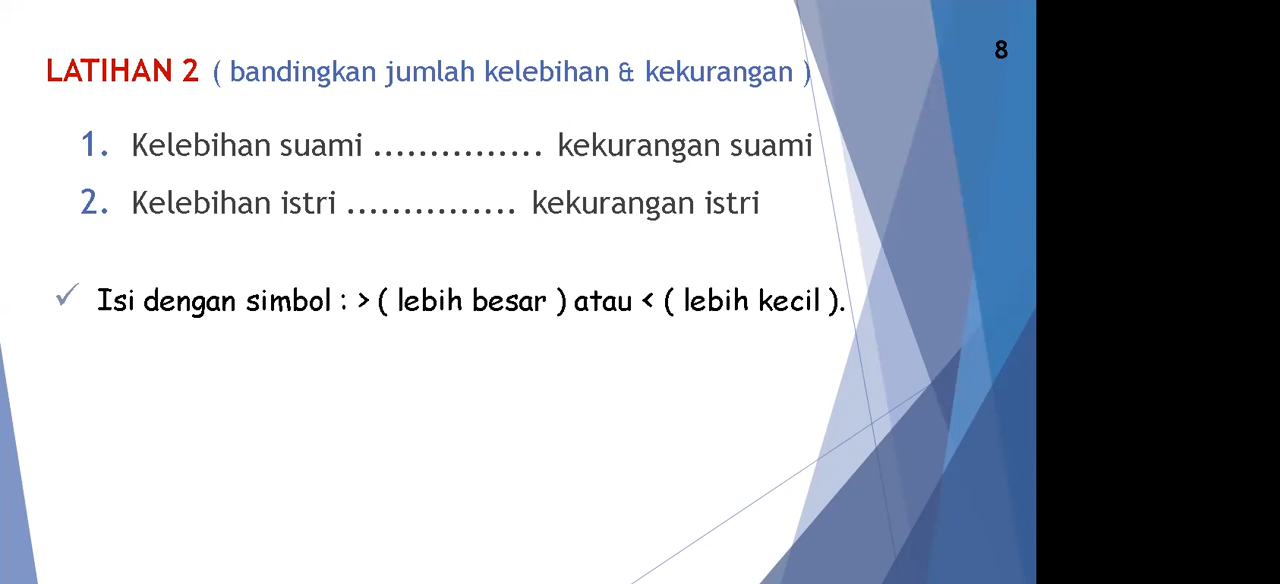 8
LATIHAN 2 ( bandingkan jumlah kelebihan & kekurangan )
1. Kelebihan suami ............... kekurangan suami
2. Kelebihan istri ............... kekurangan istri
✓ Isi dengan simbol : > ( lebih besar ) atau < ( lebih kecil ).